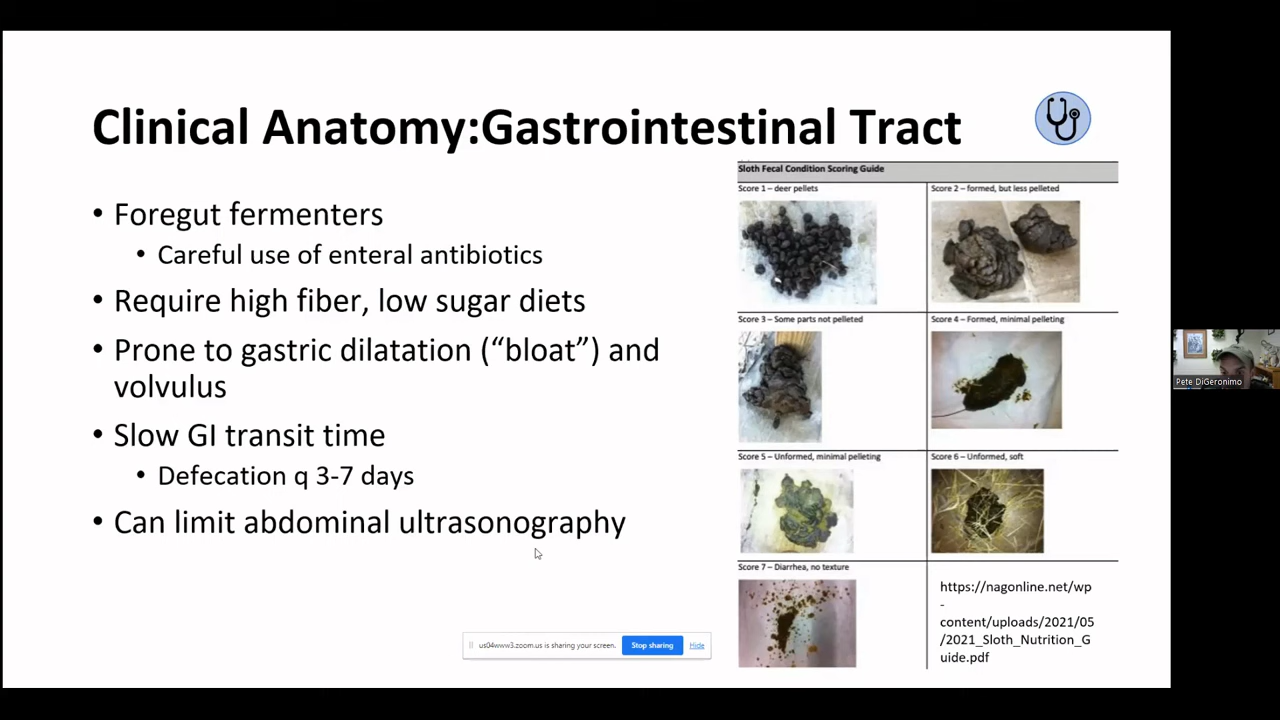 Clinical Anatomy:Gastrointestinal Tract
• Foregut fermenters
• Careful use of enteral antibiotics
• Require high fiber, low sugar diets
• Prone to gastric dilatation (“bloat”) and
volvulus
• Slow GI transit time
• Defecation q 3-7 days
• Can limit abdominal ultrasonography
Sloth Fecal Condition Scoring Guide
Score 1 – deer pellets
Score 2 – formed, but less pelleted
Score 3 – Some parts not pelleted
Score 4 – Formed, minimal pelleting
Score 5 – Unformed, minimal pelleting
Score 6 – Unformed, soft
Score 7 – Diarrhea, no texture
https://nagonline.net/wp
-
content/uploads/2021/05
/2021_Sloth_Nutrition_G
uide.pdf
us04www3.zoom.us is sharing your screen.
Stop sharing
Hide
Pete DiGeronimo